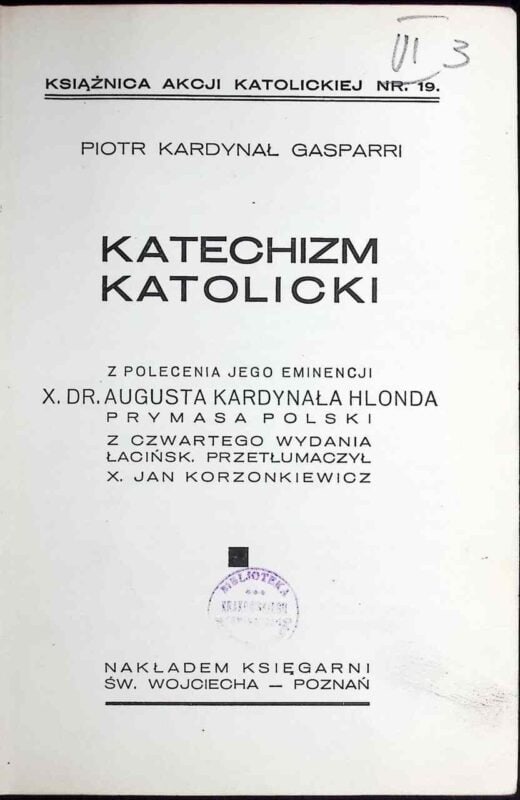 VI 3
KSIĄŻNICA AKCJI KATOLICKIEJ NR. 19.
PIOTR KARDYNAŁ GASPARRI
KATECHIZM
KATOLICKI
Z POLECENIA JEGO EMINENCJI
X. DR. AUGUSTA KARDYNAŁA HLONDA
PRYMASA POLSKI
Z CZWARTEGO WYDANIA
ŁACIŃSK. PRZETŁUMACZYŁ
X. JAN KORZONKIEWICZ
BIBLJOTEKA
NAKŁADEM KSIĘGARNI
ŚW. WOJCIECHA — POZNAŃ